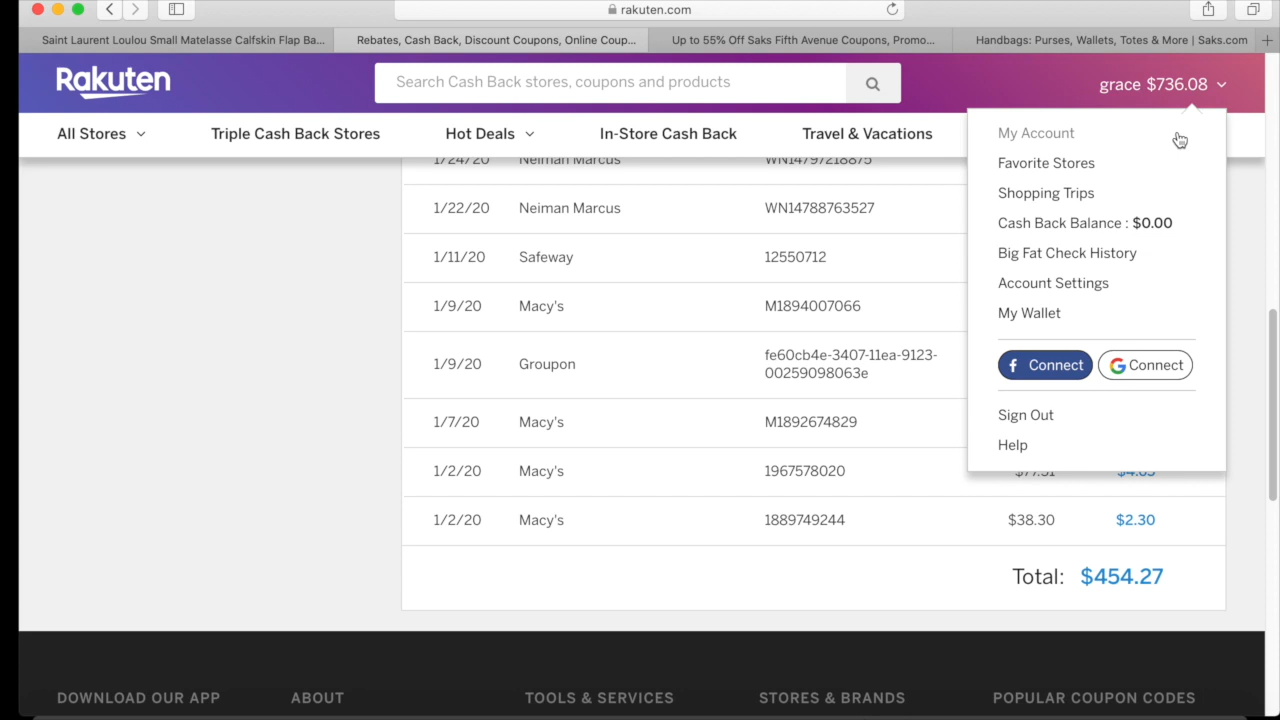 rakuten.com
Saint Laurent Loulou Small Matelasse Calfskin Flap Ba...
Rebates, Cash Back, Discount Coupons, Online Coup...
Up to 55% Off Saks Fifth Avenue Coupons, Promo...
Handbags: Purses, Wallets, Totes & More | Saks.com
Rakuten
Search Cash Back stores, coupons and products
grace $736.08
All Stores
Triple Cash Back Stores
Hot Deals
In-Store Cash Back
Travel & Vacations
My Account
Favorite Stores
Shopping Trips
Cash Back Balance : $0.00
Big Fat Check History
Account Settings
My Wallet
f Connect
G Connect
Sign Out
Help
1/24/20 Neiman Marcus WN14797218875
1/22/20 Neiman Marcus WN14788763527
1/11/20 Safeway 12550712
1/9/20 Macy's M1894007066
1/9/20 Groupon fe60cb4e-3407-11ea-9123-
00259098063e
1/7/20 Macy's M1892674829
1/2/20 Macy's 1967578020
1/2/20 Macy's 1889749244 $38.30 $2.30
Total: $454.27
DOWNLOAD OUR APP
ABOUT
TOOLS & SERVICES
STORES & BRANDS
POPULAR COUPON CODES